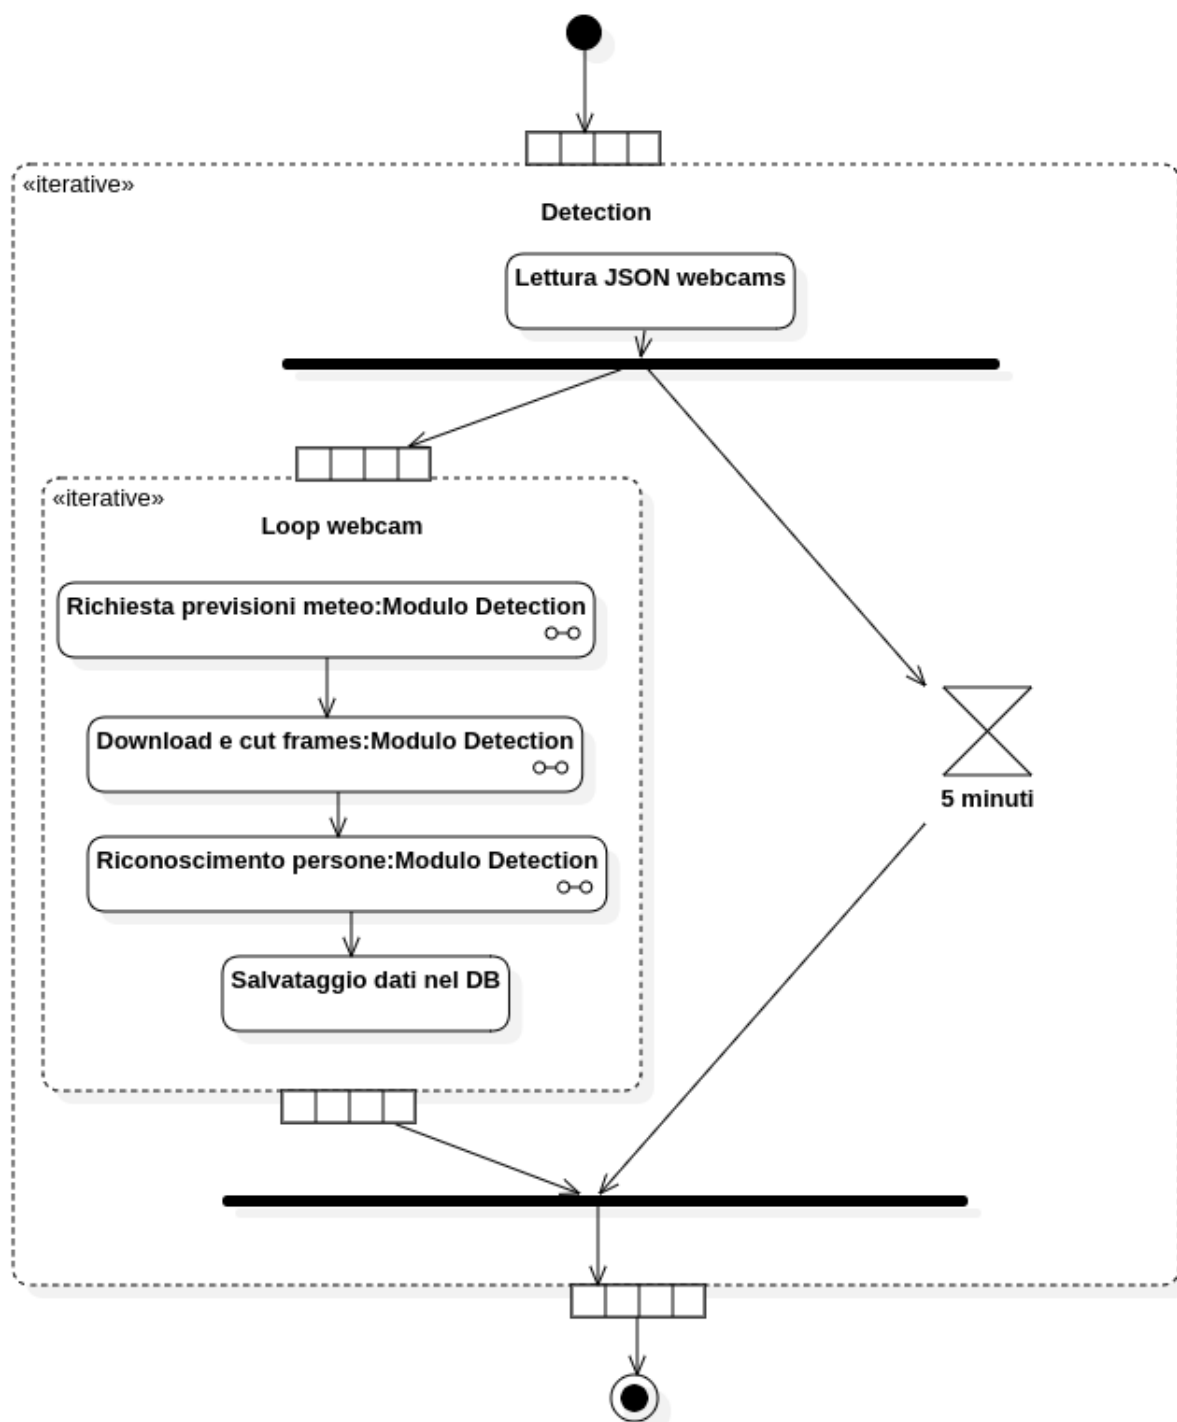 «iterative»
Detection
Lettura JSON webcams
«iterative»
Loop webcam
Richiesta previsioni meteo:Modulo Detection
Download e cut frames:Modulo Detection
5 minuti
Riconoscimento persone:Modulo Detection
Salvataggio dati nel DB